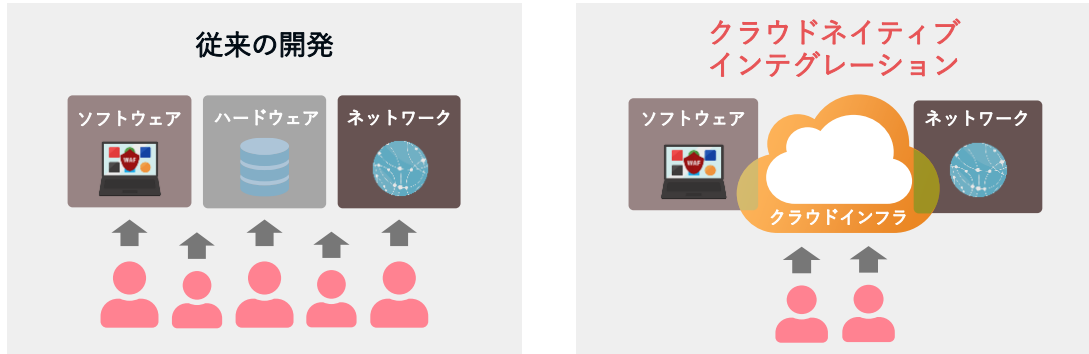 従来の開発
ソフトウェア
ハードウェア
ネットワーク
WAF
クラウドネイティブ
インテグレーション
ソフトウェア
ネットワーク
WAF
クラウドインフラ